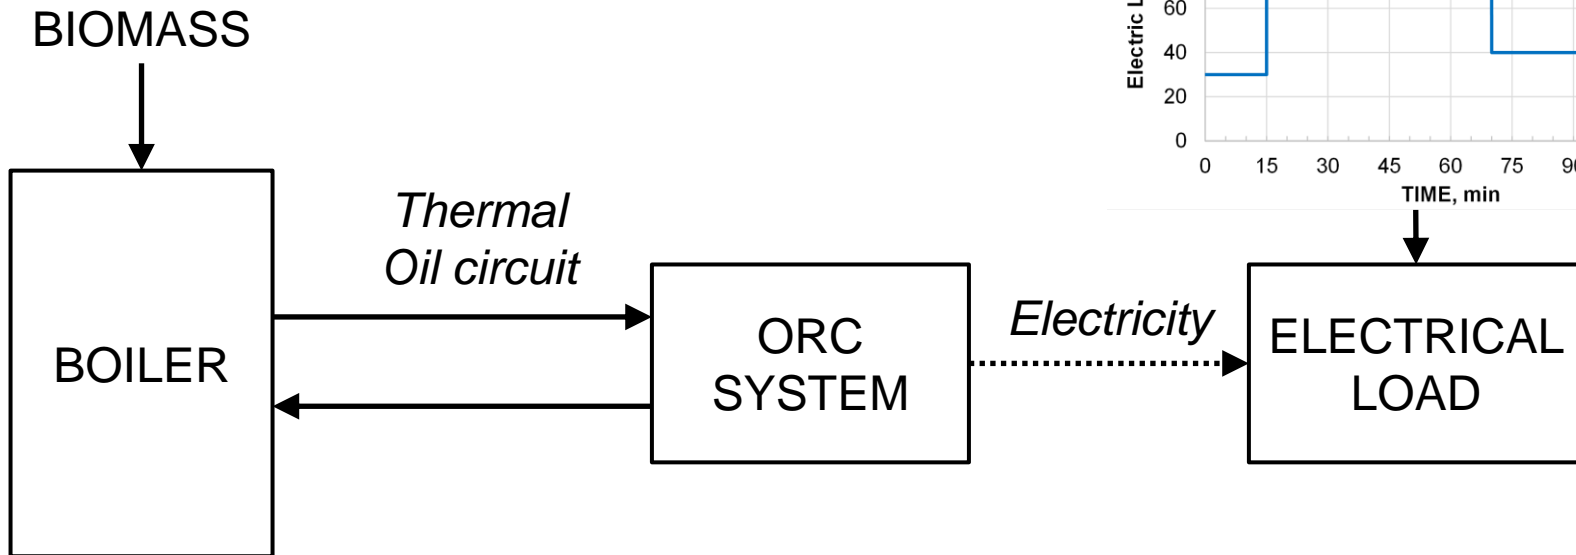 BIOMASS
Electric
60
40
20
0
0 15 30 45 60 75
TIME, min
Thermal
Oil circuit
BOILER
ORC
SYSTEM
Electricity
ELECTRICAL
LOAD